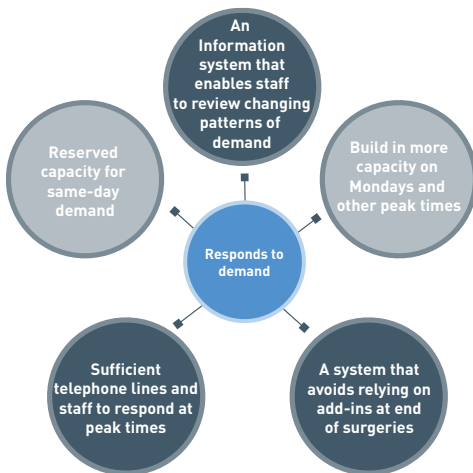 An
Information
system that
enables staff
to review changing
patterns of
demand
Reserved
capacity for
same-day
demand
Build in more
capacity on
Mondays and
other peak times
Responds to
demand
Sufficient
telephone lines and
staff to respond at
peak times
A system that
avoids relying on
add-ins at end
of surgeries